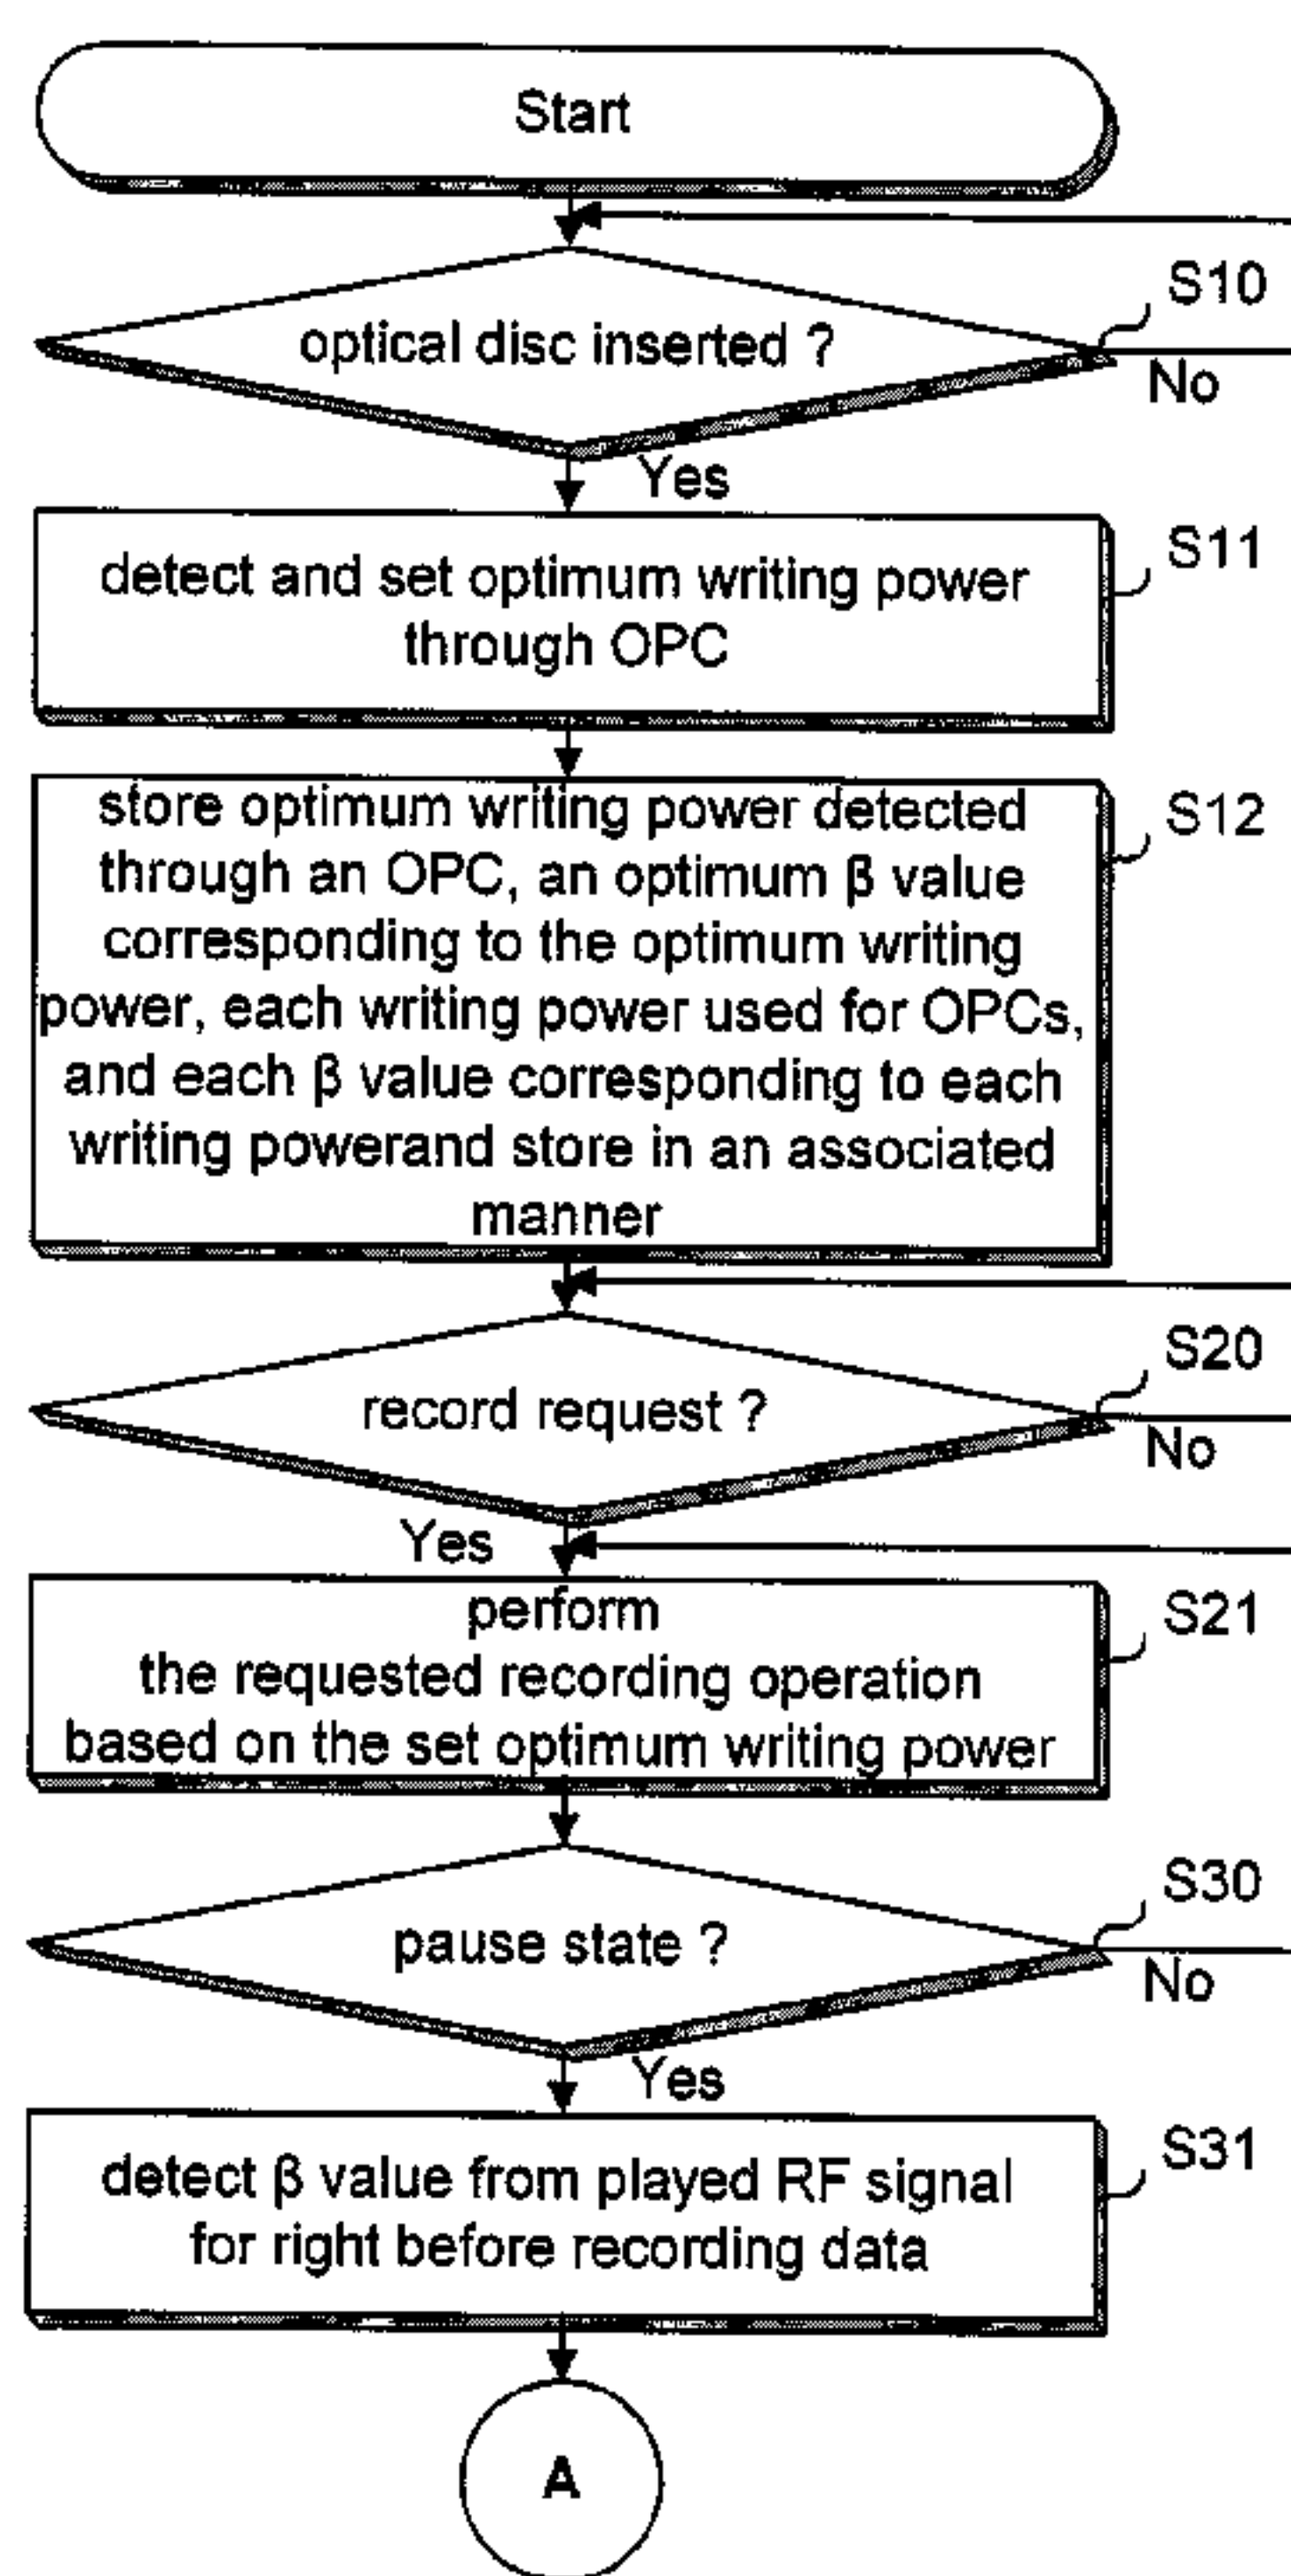 Start
optical disc inserted ?
S10
No
Yes
detect and set optimum writing power
through OPC
S11
store optimum writing power detected
through an OPC, an optimum β value
corresponding to the optimum writing
power, each writing power used for OPCs,
and each β value corresponding to each
writing powerand store in an associated
manner
S12
record request ?
S20
No
Yes
perform
the requested recording operation
based on the set optimum writing power
S21
pause state ?
S30
No
Yes
detect β value from played RF signal
for right before recording data
S31
A